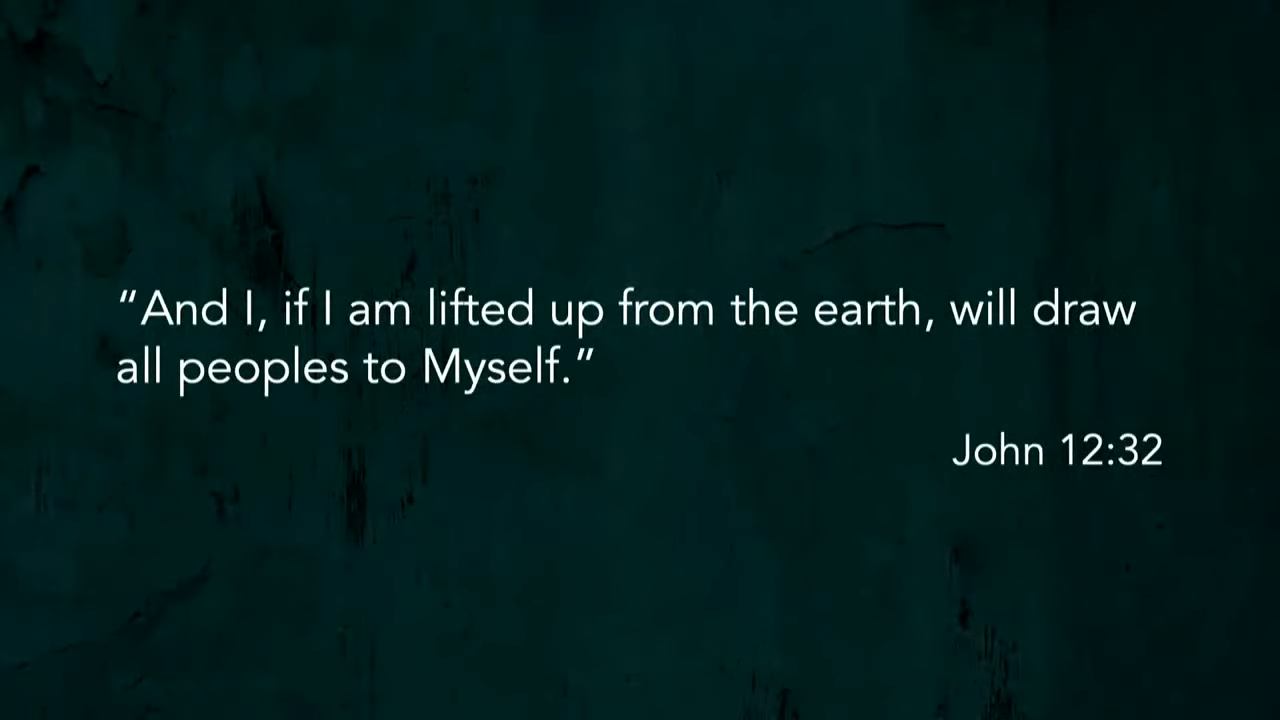 “And I, if I am lifted up from the earth, will draw
all peoples to Myself.”
John 12:32